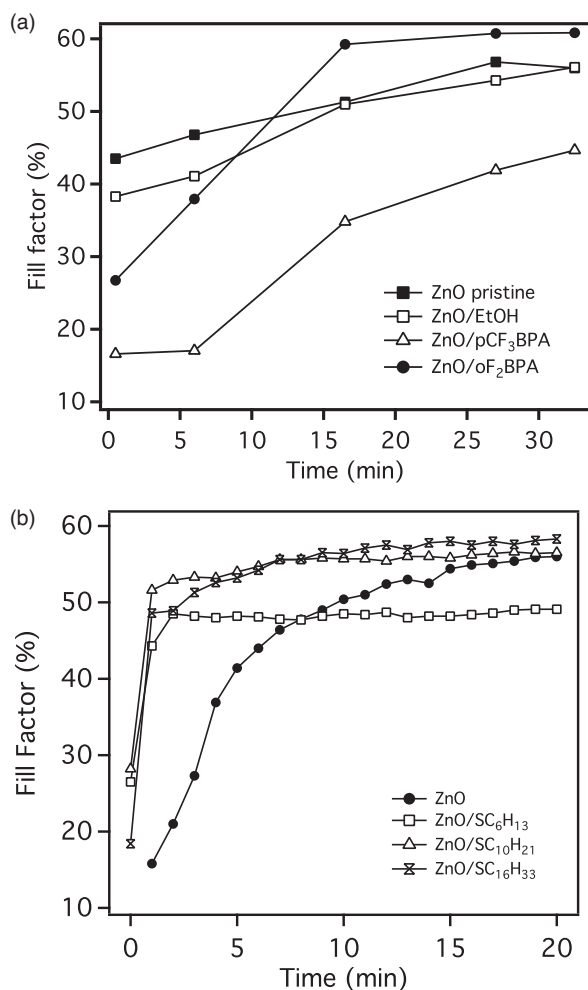 (a)
60
50
40
30
20
10
Fill factor (%)
ZnO pristine
ZnO/EtOH
ZnO/pCF₃BPA
ZnO/oF₂BPA
0 5 10 15 20 25 30
Time (min)
(b)
60
50
40
30
20
10
Fill Factor (%)
ZnO
ZnO/SC₆H₁₃
ZnO/SC₁₀H₂₁
ZnO/SC₁₆H₃₃
0 5 10 15 20
Time (min)